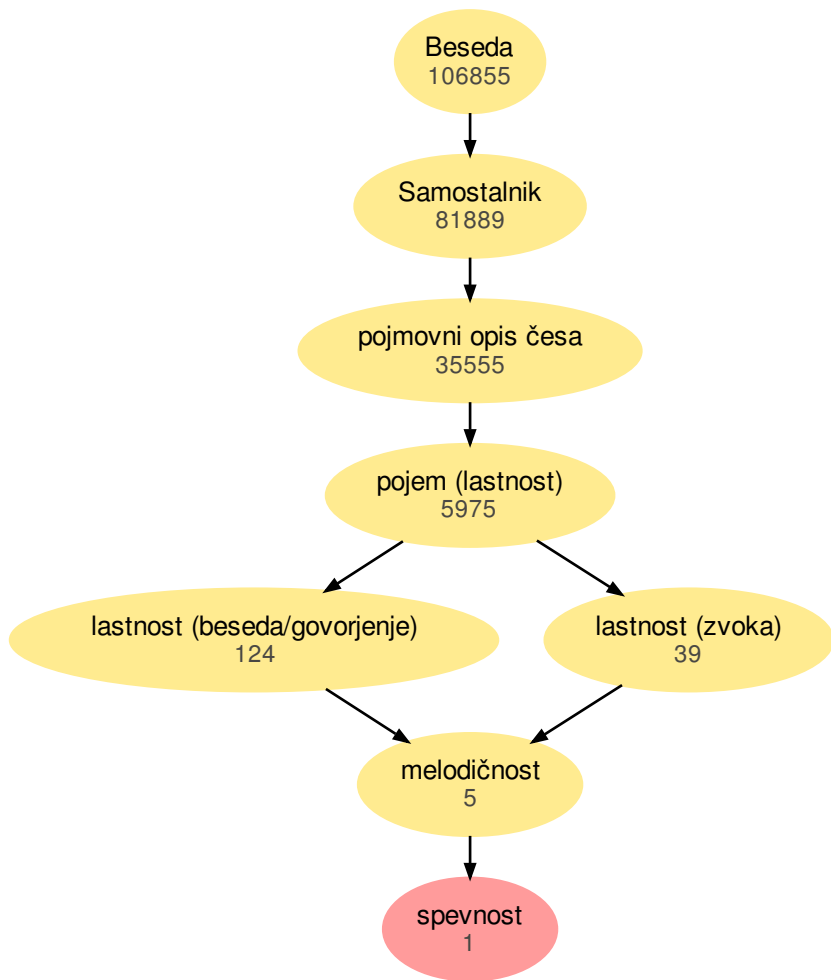 Beseda
106855
Samostalnik
81889
pojmovni opis česa
35555
pojem (lastnost)
5975
lastnost (beseda/govorjenje)
124
lastnost (zvoka)
39
melodičnost
5
spevnost
1